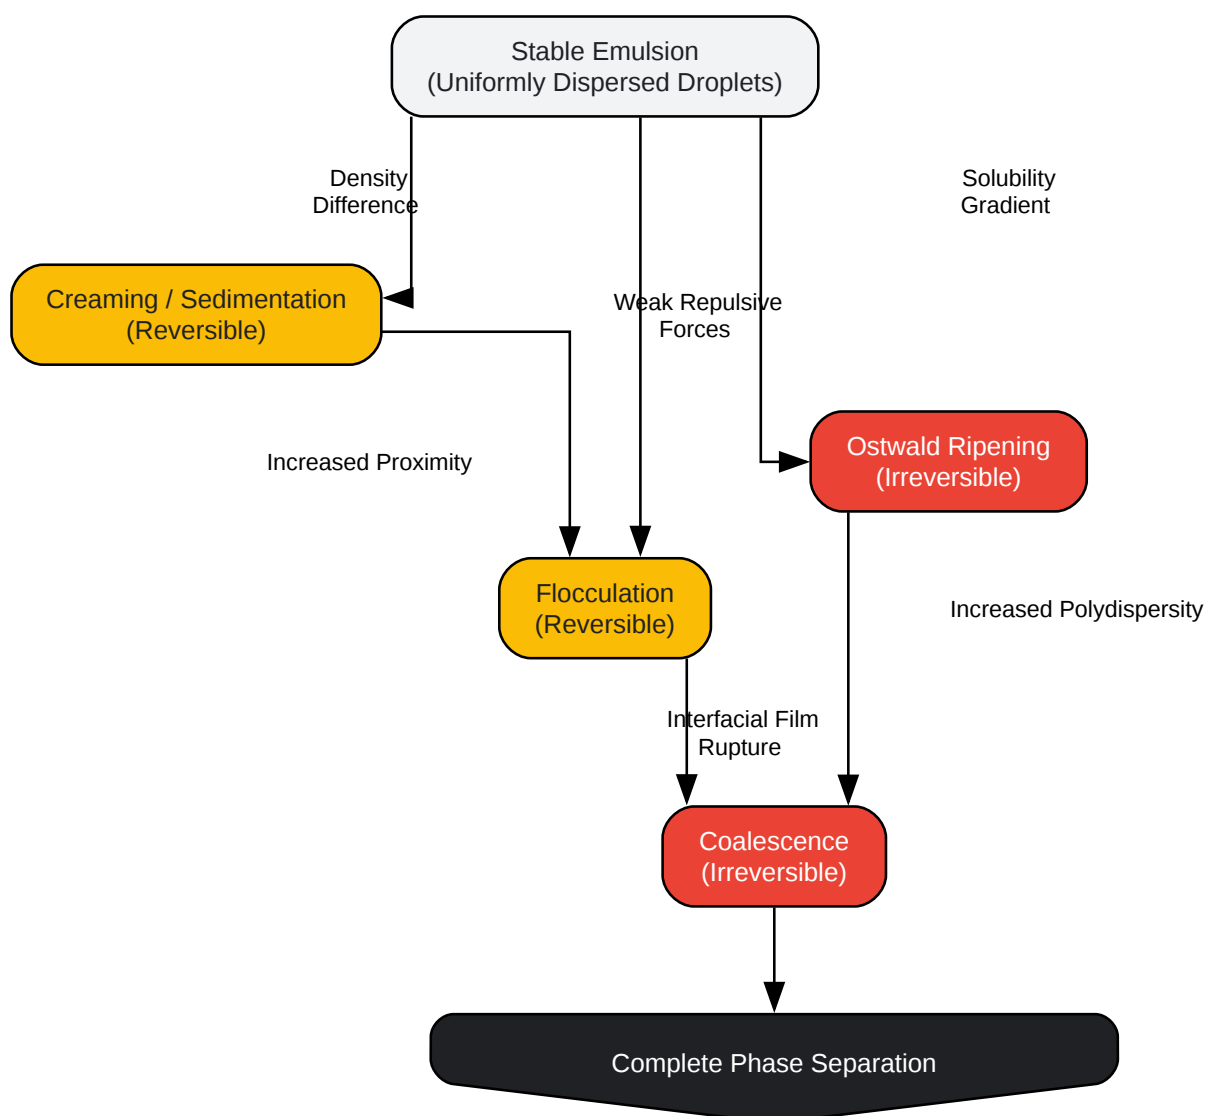 Stable Emulsion
(Uniformly Dispersed Droplets)
Density
Difference
Solubility
Gradient
Creaming / Sedimentation
(Reversible)
Weak Repulsive
Forces
Increased Proximity
Ostwald Ripening
(Irreversible)
Flocculation
(Reversible)
Increased Polydispersity
Interfacial Film
Rupture
Coalescence
(Irreversible)
Complete Phase Separation